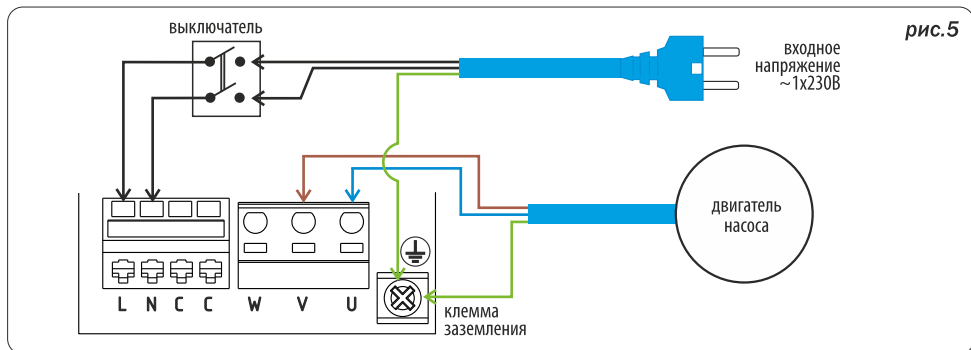 рис.5
выключатель
входное
напряжение
~1x230В
двигатель
насоса
L N C C W V U
клемма
заземления